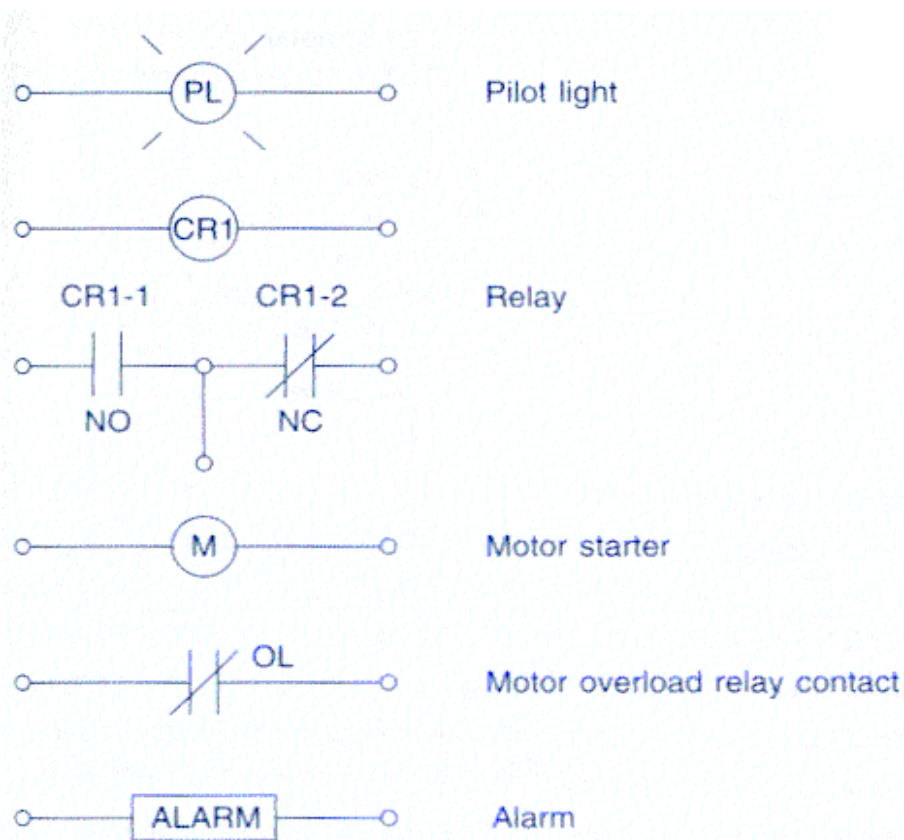 PL Pilot light
CR1
CR1-1 CR1-2 Relay
NO NC
M Motor starter
OL
Motor overload relay contact
ALARM Alarm